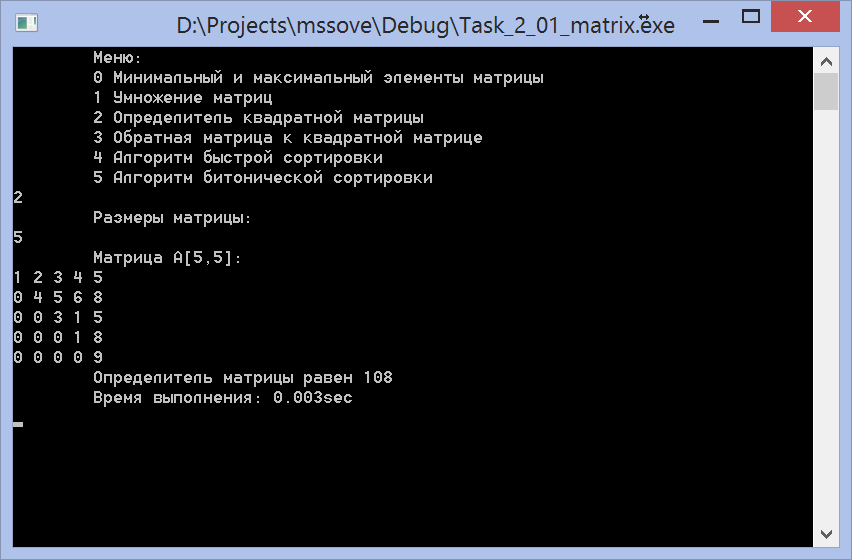 D:\Projects\mssove\Debug\Task_2_01_matrix.exe
Меню:
0 Минимальный и максимальный элементы матрицы
1 Умножение матриц
2 Определитель квадратной матрицы
3 Обратная матрица к квадратной матрице
4 Алгоритм быстрой сортировки
5 Алгоритм битонической сортировки
2
Размеры матрицы:
5
Матрица A[5,5]:
1 2 3 4 5
0 4 5 6 8
0 0 3 1 5
0 0 0 1 8
0 0 0 0 9
Определитель матрицы равен 108
Время выполнения: 0.003sec